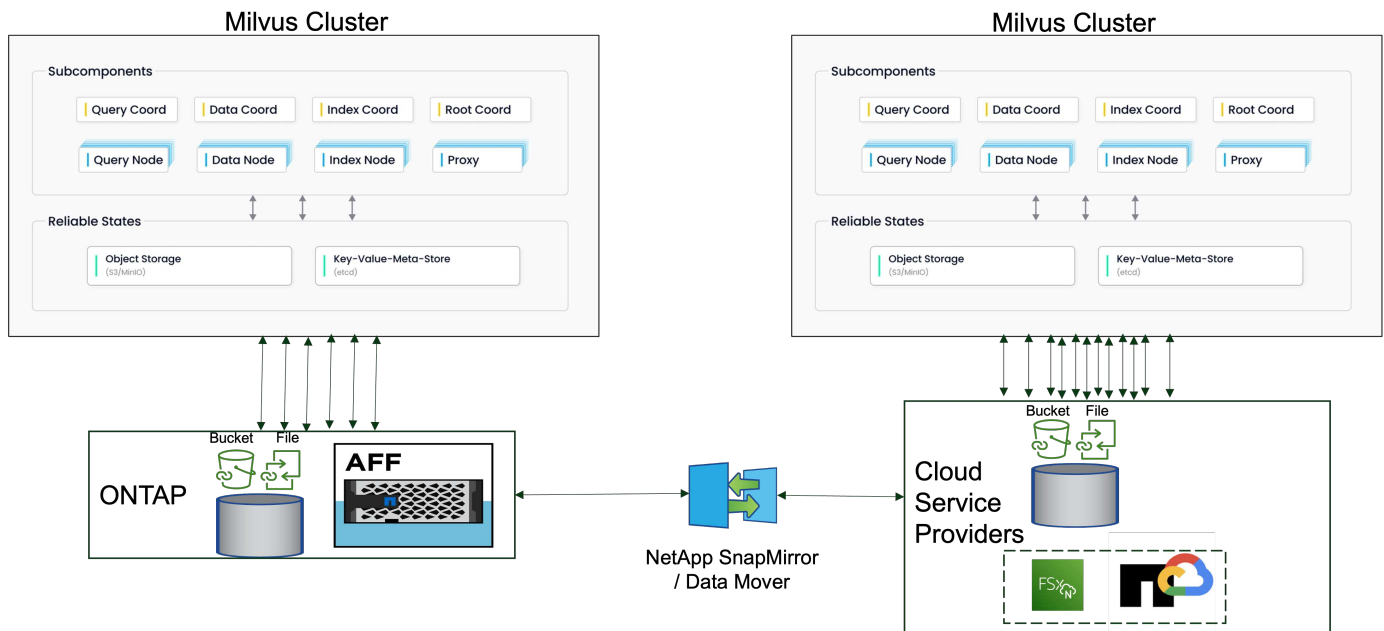 Milvus Cluster
Subcomponents
Query Coord
Data Coord
Index Coord
Root Coord
Query Node
Data Node
Index Node
Proxy
Reliable States
Object Storage
(S3/MinIO)
Key-Value-Meta-Store
(etcd)
Bucket
File
ONTAP
AFF
NetApp SnapMirror
/ Data Mover
Milvus Cluster
Subcomponents
Query Coord
Data Coord
Index Coord
Root Coord
Query Node
Data Node
Index Node
Proxy
Reliable States
Object Storage
(S3/MinIO)
Key-Value-Meta-Store
(etcd)
Bucket
File
Cloud
Service
Providers
FSx
N